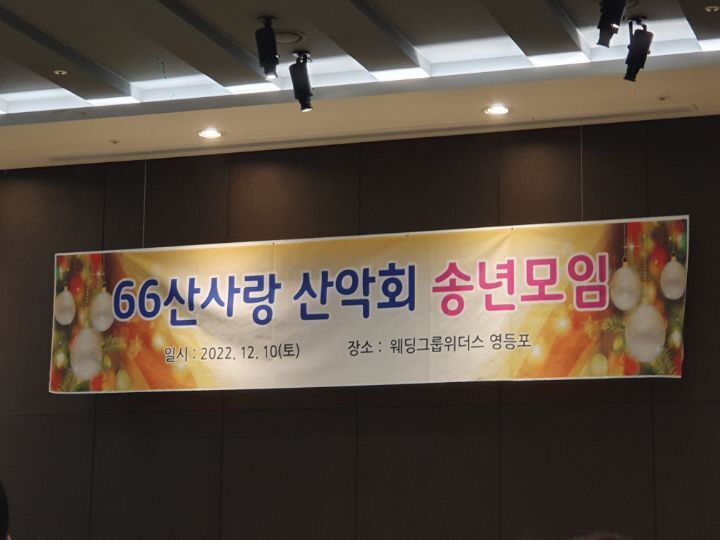 66산사랑 산악회 송년모임
일시 : 2022. 12. 10(토) 장소 : 웨딩그룹위더스 영등포